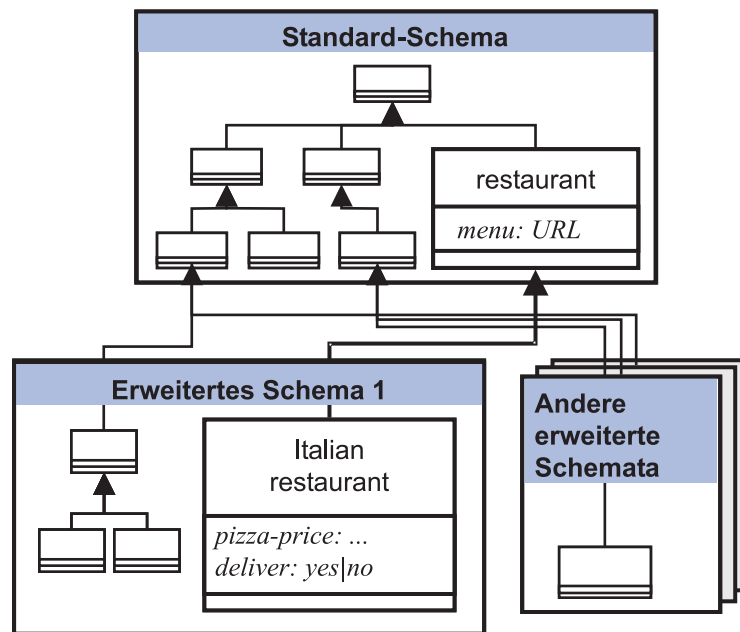 Standard-Schema
restaurant
menu: URL
Erweitertes Schema 1
Italian
restaurant
pizza-price: ...
deliver: yes|no
Andere
erweiterte
Schemata